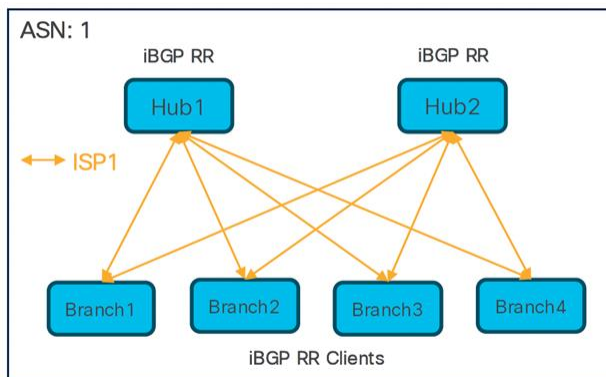 ASN: 1
iBGP RR
iBGP RR
Hub1
Hub2
ISP1
Branch1
Branch2
Branch3
Branch4
iBGP RR Clients